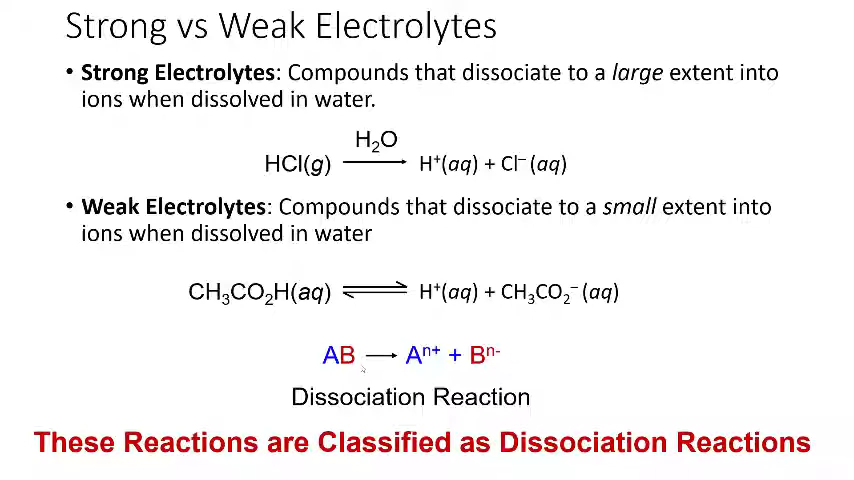 Strong vs Weak Electrolytes
• Strong Electrolytes: Compounds that dissociate to a large extent into
ions when dissolved in water.
H₂O
HCl(g) ⟶ H⁺(aq) + Cl⁻ (aq)
• Weak Electrolytes: Compounds that dissociate to a small extent into
ions when dissolved in water
CH₃CO₂H(aq) ⇌ H⁺(aq) + CH₃CO₂⁻ (aq)
AB ⟶ Aⁿ⁺ + Bⁿ⁻
Dissociation Reaction
These Reactions are Classified as Dissociation Reactions